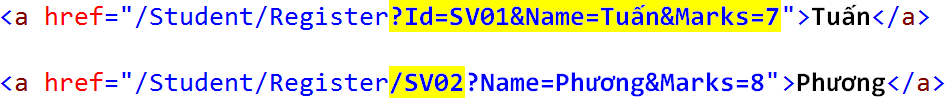 <a href="/Student/Register?Id=SV01&Name=Tuấn&Marks=7">Tuấn</a>
<a href="/Student/Register/SV02?Name=Phương&Marks=8">Phương</a>